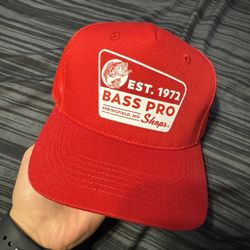 EST. 1972
BASS PRO
SPRINGFIELD, MO
Shops